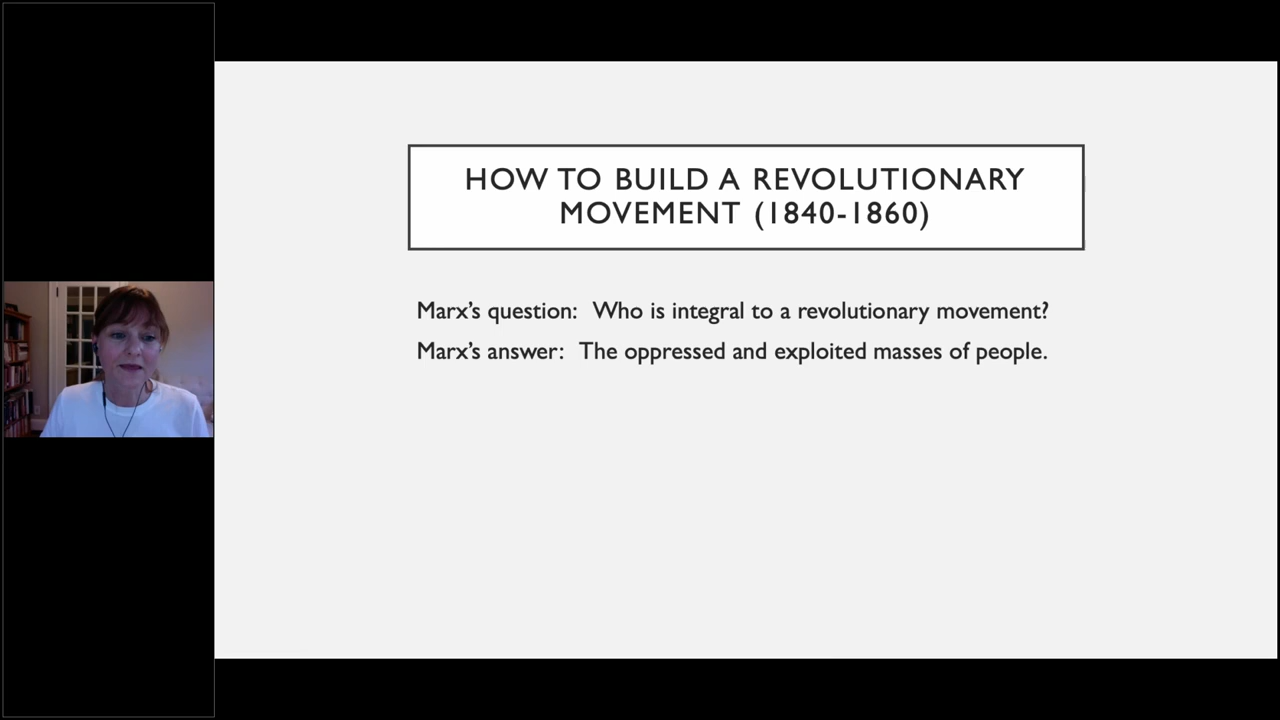 HOW TO BUILD A REVOLUTIONARY
MOVEMENT (1840-1860)
Marx’s question:  Who is integral to a revolutionary movement?
Marx’s answer:  The oppressed and exploited masses of people.